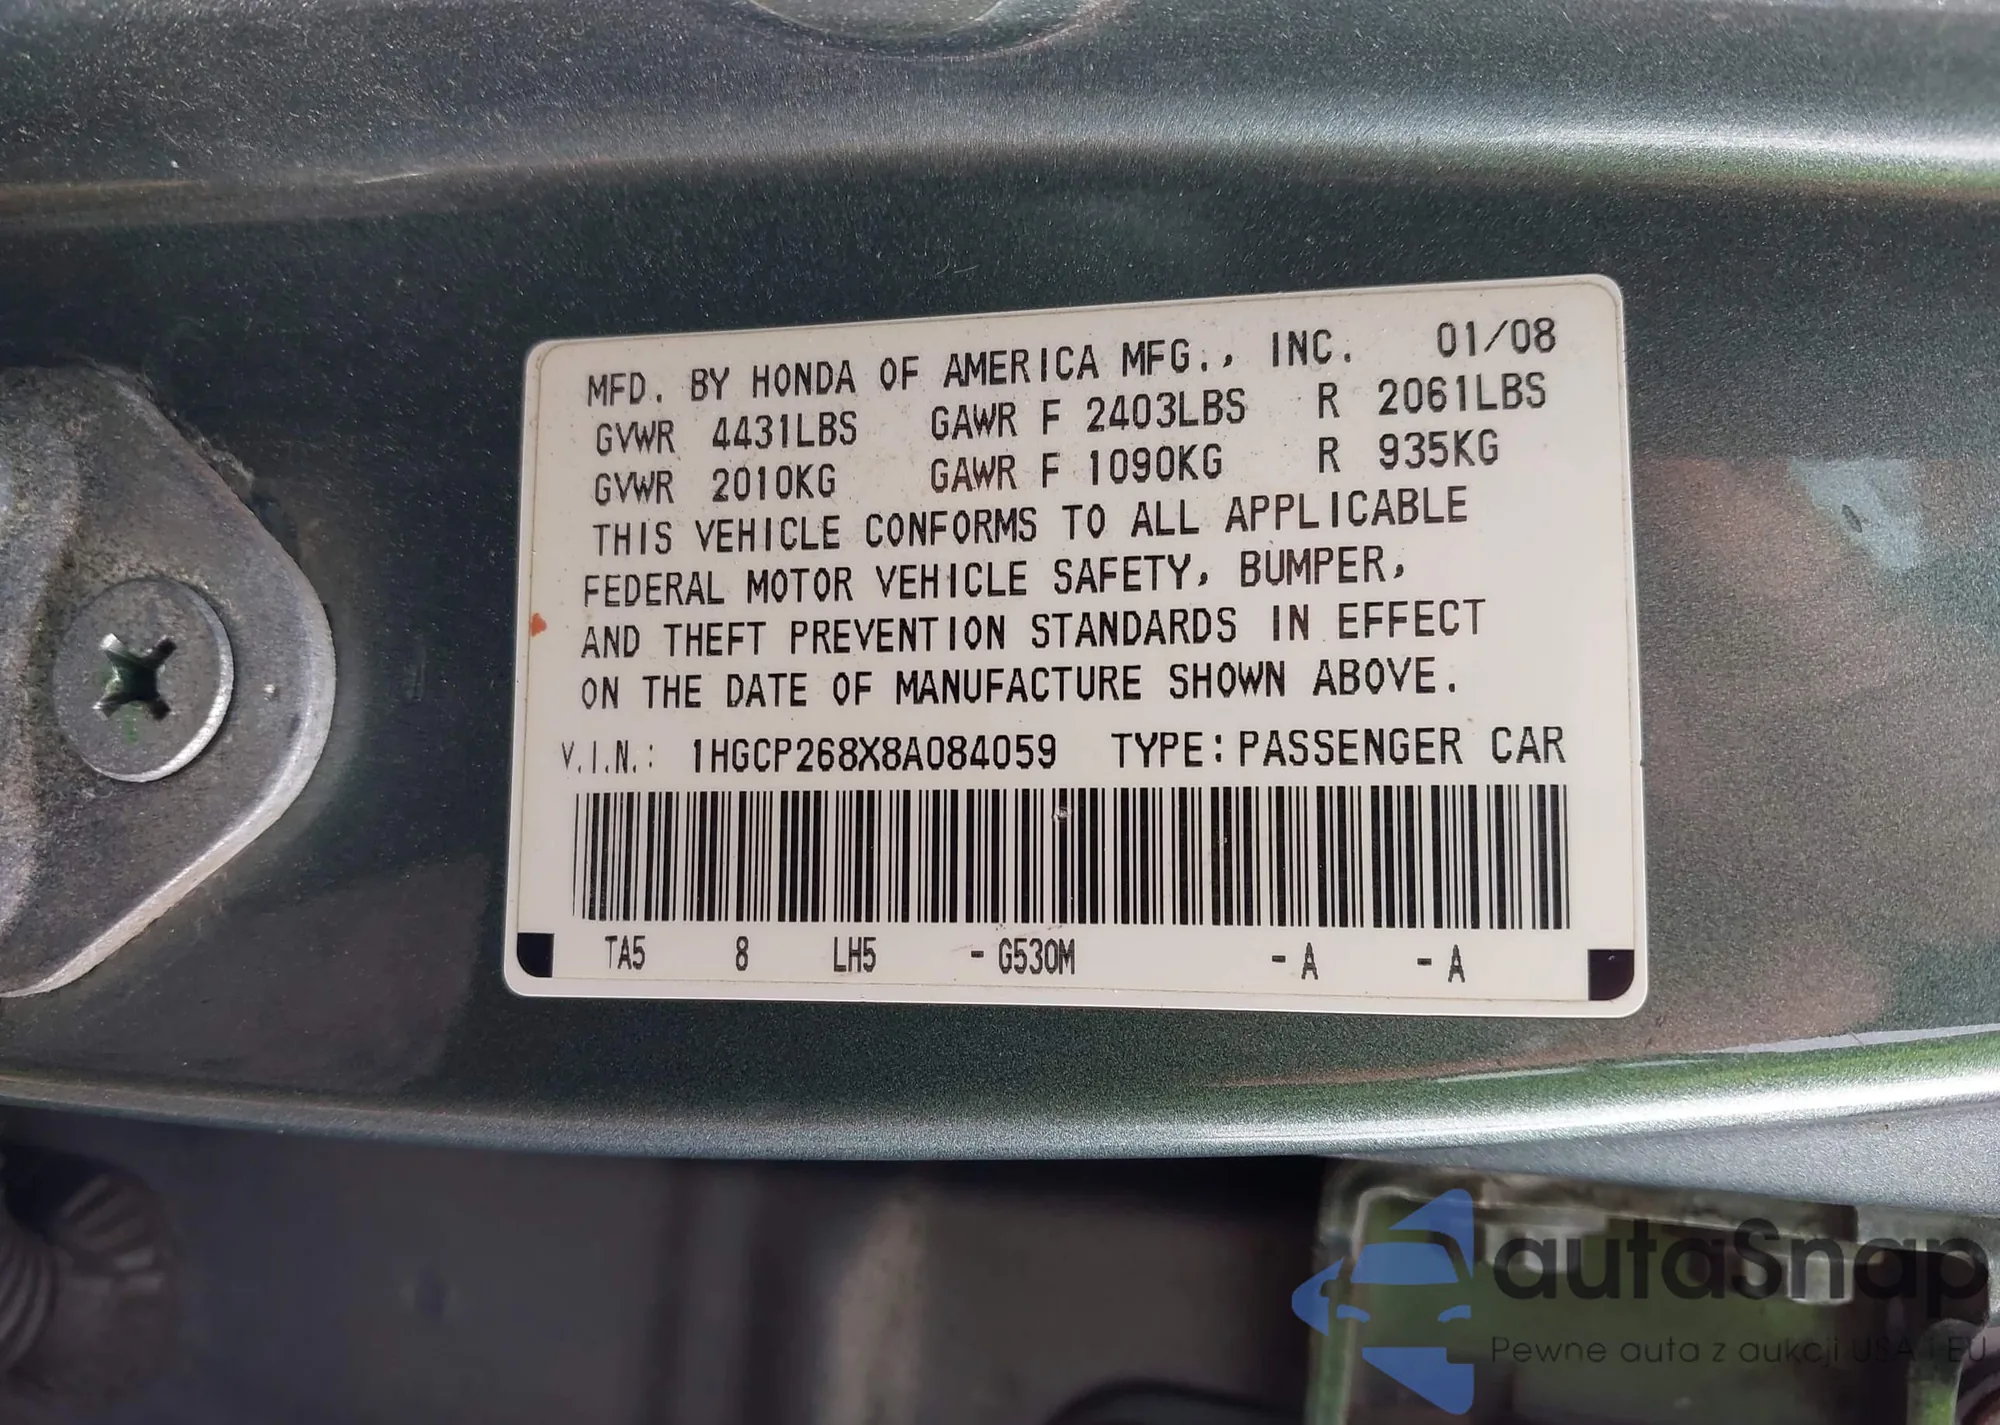 MFD. BY HONDA OF AMERICA MFG., INC. 01/08
GVWR 4431LBS GAWR F 2403LBS R 2061LBS
GVWR 2010KG GAWR F 1090KG R 935KG
THIS VEHICLE CONFORMS TO ALL APPLICABLE
FEDERAL MOTOR VEHICLE SAFETY, BUMPER,
AND THEFT PREVENTION STANDARDS IN EFFECT
ON THE DATE OF MANUFACTURE SHOWN ABOVE.
V.I.N.: 1HGCP268X8A084059 TYPE: PASSENGER CAR
TA5 8 LH5 - G530M - A - A
autaSnap
Pewne auta z aukcji USA i EU